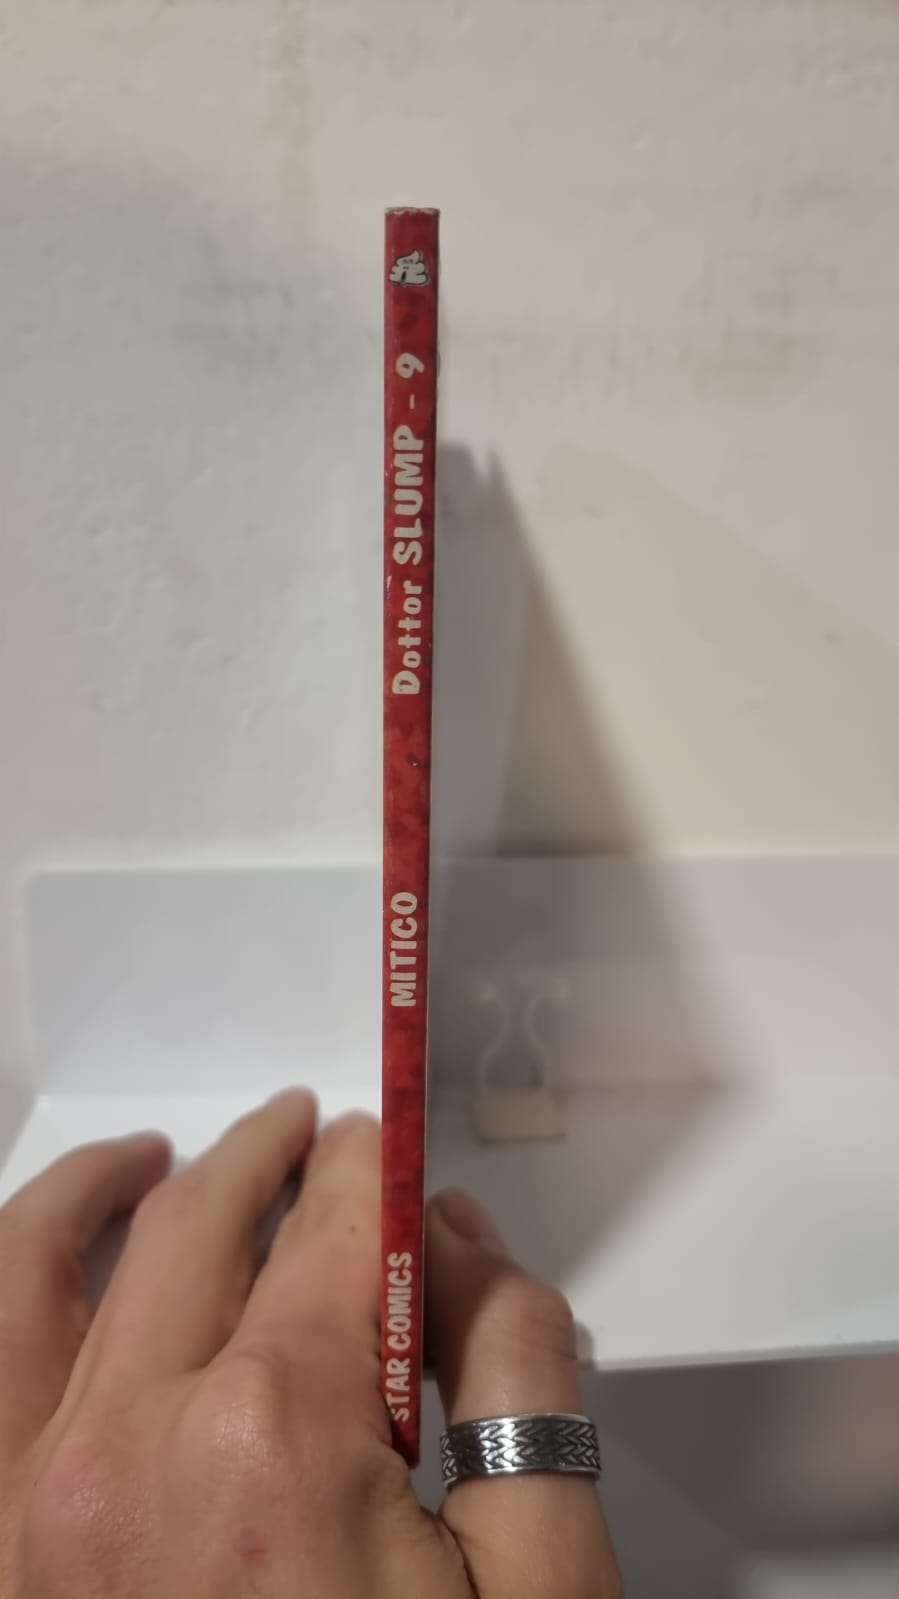 STAR COMICS
MITICO
Dottor SLUMP - 9